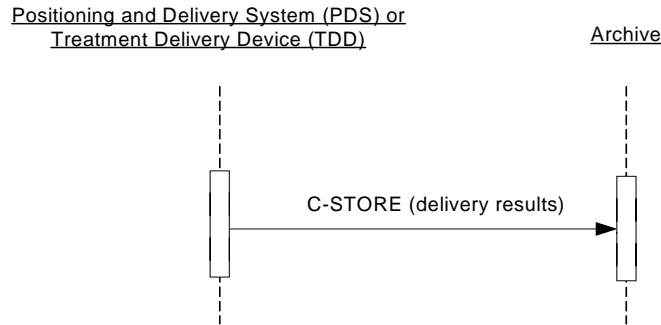 Positioning and Delivery System (PDS) or
Treatment Delivery Device (TDD)
Archive
C-STORE (delivery results)